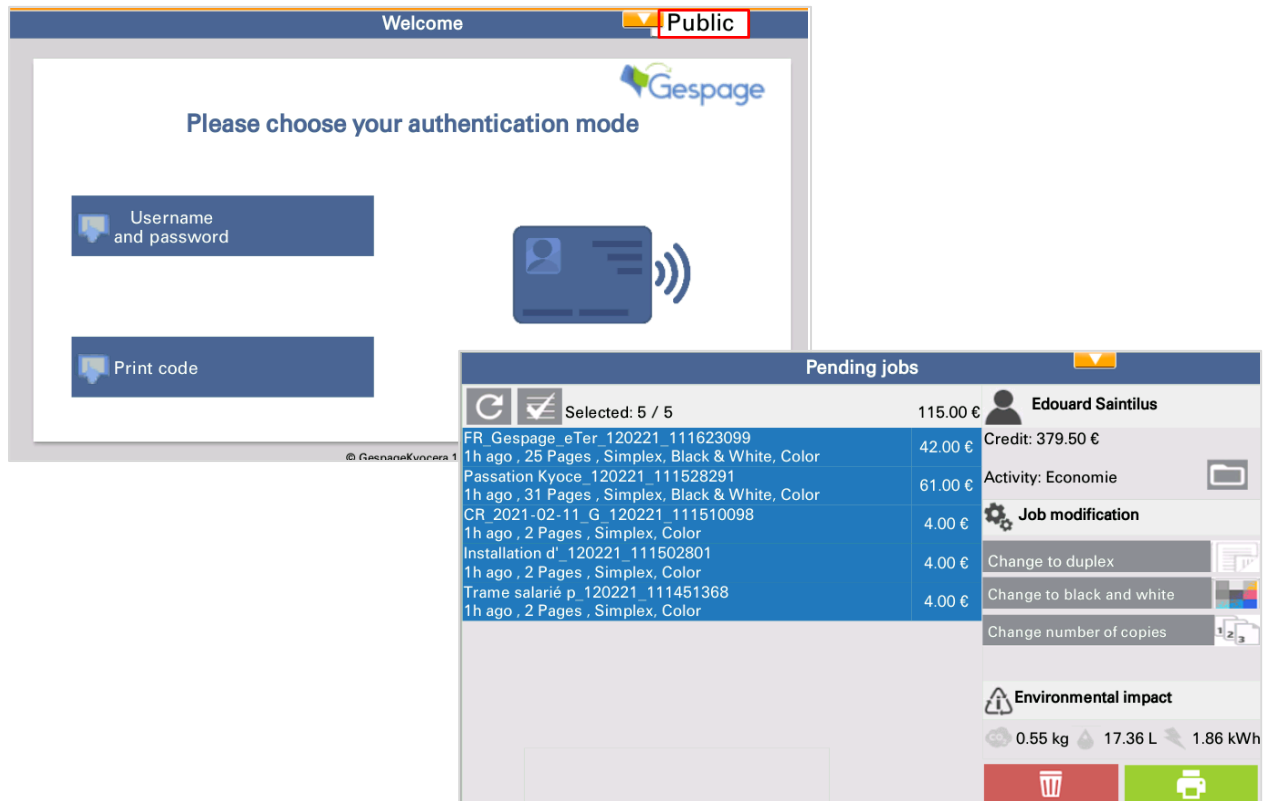 Welcome
Public
Gespage
Please choose your authentication mode
Username
and password
Print code
© GespageKyocera 1
Pending jobs
Selected: 5 / 5
115.00 €
Edouard Saintilus
FR_Gespage_eTer_120221_111623099
1h ago , 25 Pages , Simplex, Black & White, Color
42.00 €
Credit: 379.50 €
Passation Kyoce_120221_111528291
1h ago , 31 Pages , Simplex, Black & White, Color
61.00 €
Activity: Economie
CR_2021-02-11_G_120221_111510098
1h ago , 2 Pages , Simplex, Color
4.00 €
Job modification
Installation d'_120221_111502801
1h ago , 2 Pages , Simplex, Color
4.00 €
Change to duplex
Trame salarié p_120221_111451368
1h ago , 2 Pages , Simplex, Color
4.00 €
Change to black and white
Change number of copies
1 2 3
Environmental impact
CO2
0.55 kg
17.36 L
1.86 kWh